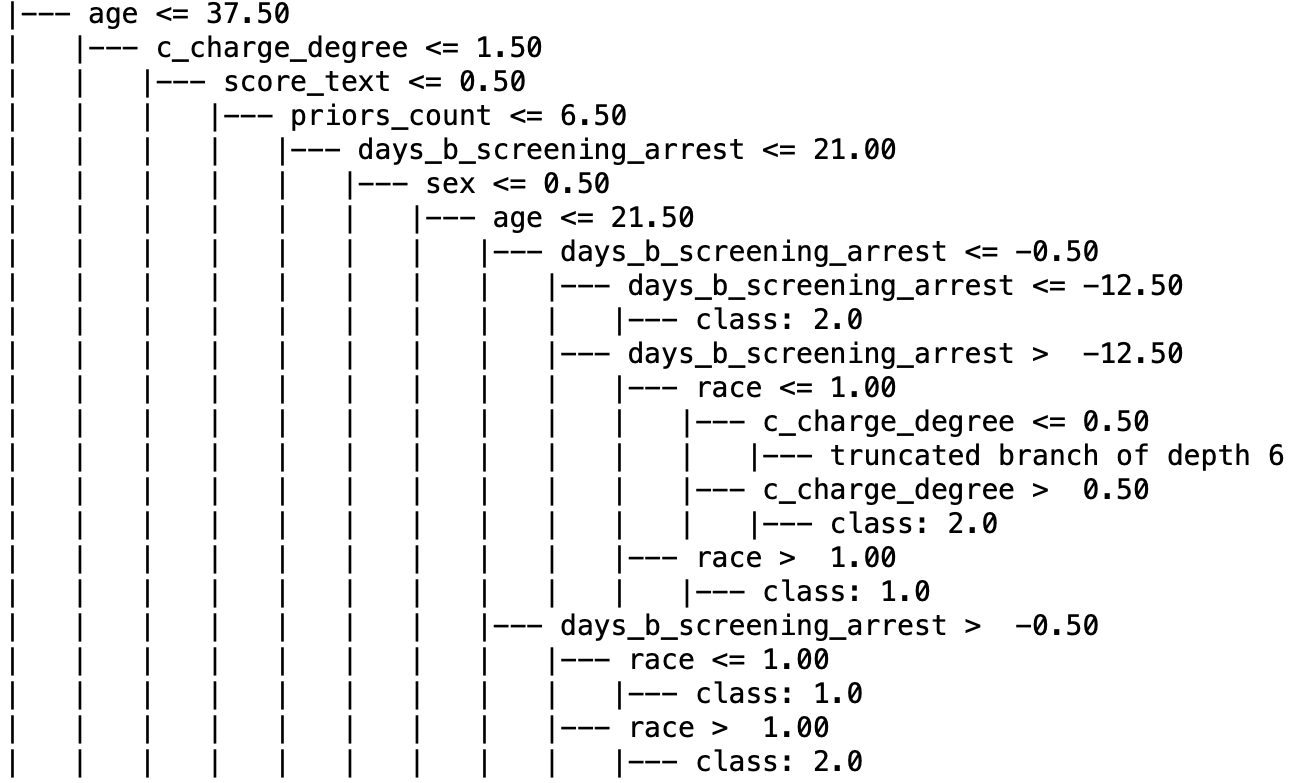 |--- age <= 37.50
|   |--- c_charge_degree <= 1.50
|   |   |--- score_text <= 0.50
|   |   |   |--- priors_count <= 6.50
|   |   |   |   |--- days_b_screening_arrest <= 21.00
|   |   |   |   |   |--- sex <= 0.50
|   |   |   |   |   |   |--- age <= 21.50
|   |   |   |   |   |   |   |--- days_b_screening_arrest <= -0.50
|   |   |   |   |   |   |   |   |--- days_b_screening_arrest <= -12.50
|   |   |   |   |   |   |   |   |   |--- class: 2.0
|   |   |   |   |   |   |   |   |--- days_b_screening_arrest >  -12.50
|   |   |   |   |   |   |   |   |   |--- race <= 1.00
|   |   |   |   |   |   |   |   |   |   |--- c_charge_degree <= 0.50
|   |   |   |   |   |   |   |   |   |   |   |--- truncated branch of depth 6
|   |   |   |   |   |   |   |   |   |   |--- c_charge_degree >  0.50
|   |   |   |   |   |   |   |   |   |   |   |--- class: 2.0
|   |   |   |   |   |   |   |   |   |--- race >  1.00
|   |   |   |   |   |   |   |   |   |   |--- class: 1.0
|   |   |   |   |   |   |   |--- days_b_screening_arrest >  -0.50
|   |   |   |   |   |   |   |   |--- race <= 1.00
|   |   |   |   |   |   |   |   |   |--- class: 1.0
|   |   |   |   |   |   |   |   |--- race >  1.00
|   |   |   |   |   |   |   |   |   |--- class: 2.0